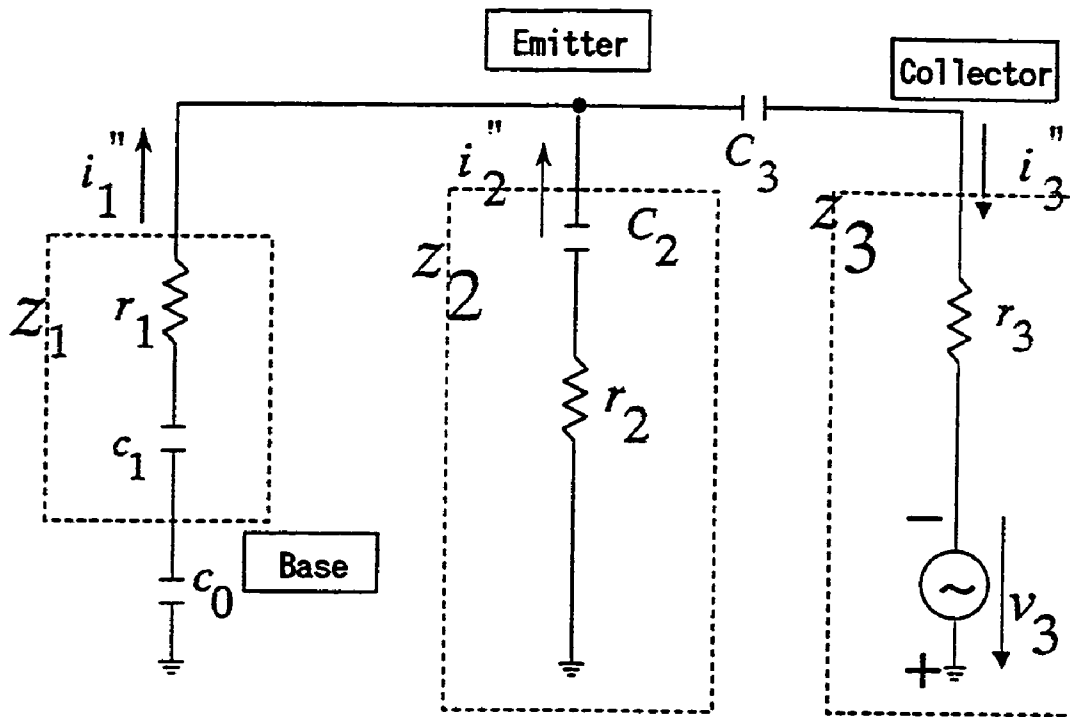 Emitter
Collector
i₁"
i₂"
C₃
i₃"
C₂
z₁
r₁
z₂
z₃
r₃
r₂
c₁
Base
c₀
−
~
v₃
+